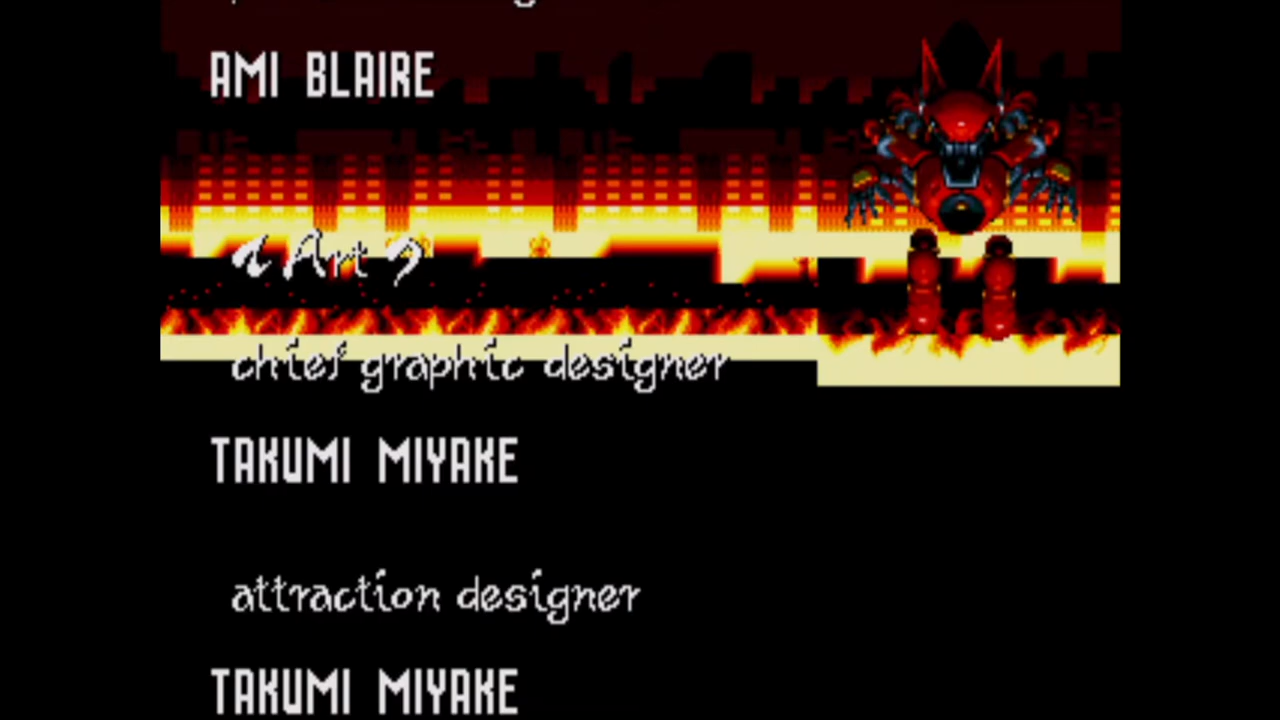 AMI BLAIRE
Art
chief graphic designer
TAKUMI MIYAKE
attraction designer
TAKUMI MIYAKE